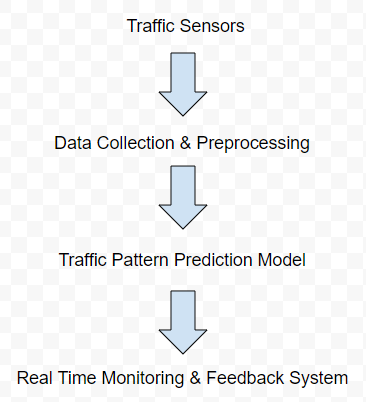 Traffic Sensors
Data Collection & Preprocessing
Traffic Pattern Prediction Model
Real Time Monitoring & Feedback System